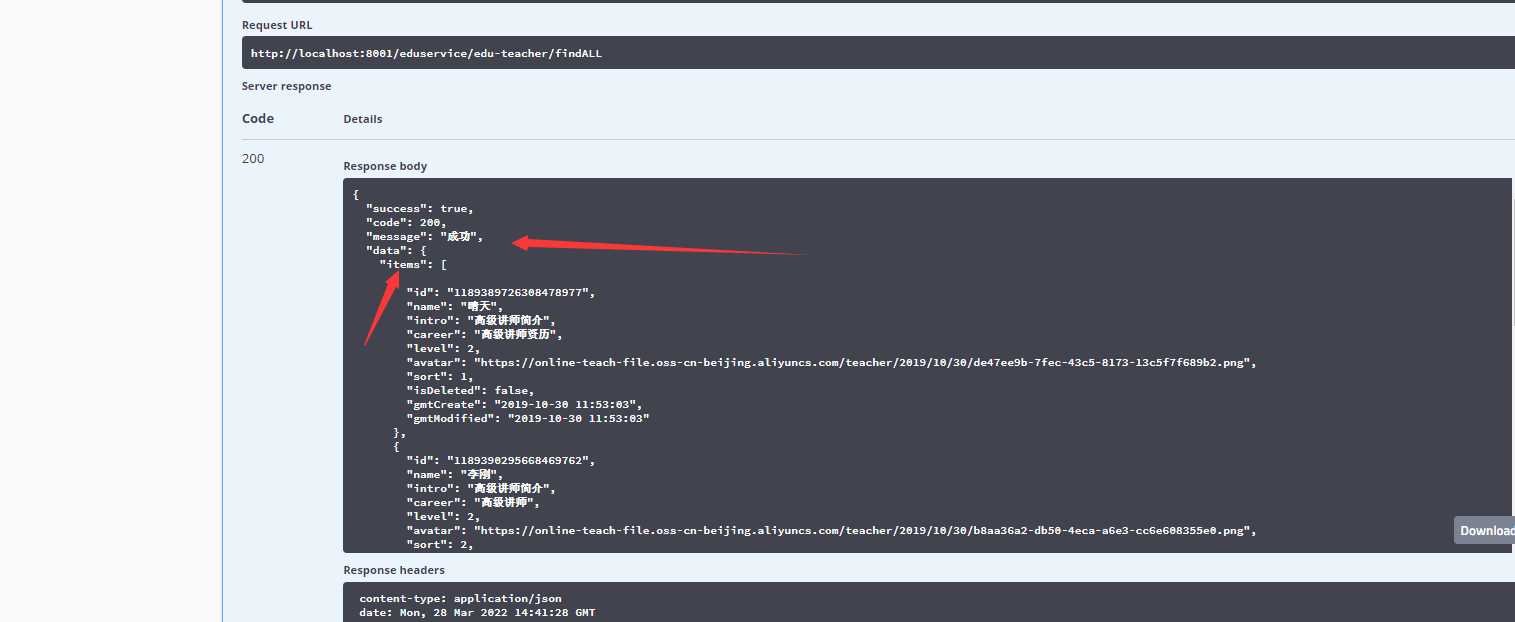 Request URL
http://localhost:8001/eduservice/edu-teacher/findALL
Server response
Code Details
200
Response body
{
"success": true,
"code": 200,
"message": "成功",
"data": {
"items": [
"id": "1189389726308478977",
"name": "晴天",
"intro": "高级讲师简介",
"career": "高级讲师资历",
"level": 2,
"avatar": "https://online-teach-file.oss-cn-beijing.aliyuncs.com/teacher/2019/10/30/de47ee9b-7fec-43c5-8173-13c5f7f689b2.png",
"sort": 1,
"isDeleted": false,
"gmtCreate": "2019-10-30 11:53:03",
"gmtModified": "2019-10-30 11:53:03"
},
{
"id": "1189390295668469762",
"name": "李刚",
"intro": "高级讲师简介",
"career": "高级讲师",
"level": 2,
"avatar": "https://online-teach-file.oss-cn-beijing.aliyuncs.com/teacher/2019/10/30/b8aa36a2-db50-4eca-a6e3-cc6e608355e0.png",
"sort": 2,
Download
Response headers
content-type: application/json
date: Mon, 28 Mar 2022 14:41:28 GMT